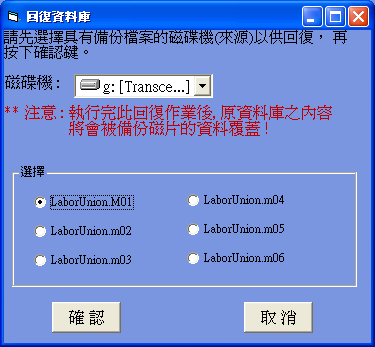 回復資料庫
請先選擇具有備份檔案的磁碟機(來源)以供回復， 再
按下確認鍵。
磁碟機： g: [Transce...]
** 注意 : 執行完此回復作業後, 原資料庫之內容
將會被備份磁片的資料覆蓋 !
選擇
LaborUnion.M01 LaborUnion.m04
LaborUnion.m02 LaborUnion.m05
LaborUnion.m03 LaborUnion.m06
確 認 取 消